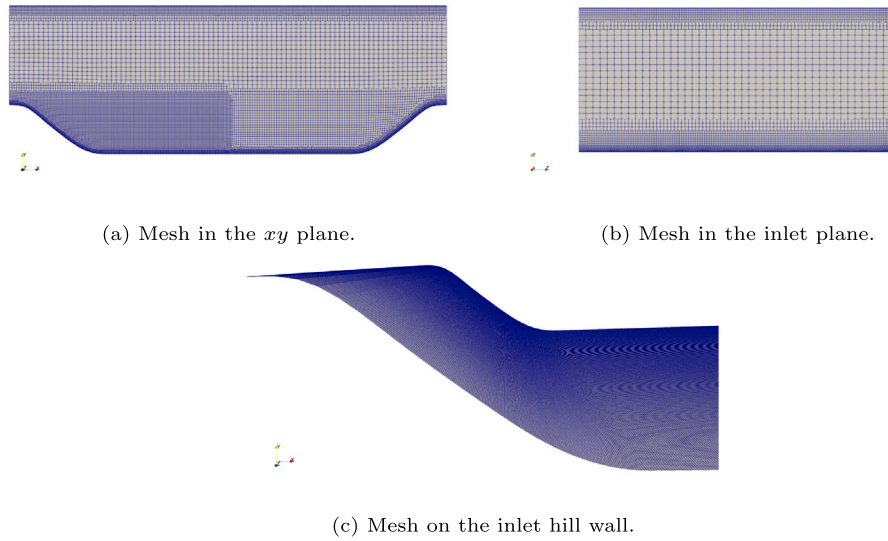 (a) Mesh in the xy plane.
(b) Mesh in the inlet plane.
(c) Mesh on the inlet hill wall.